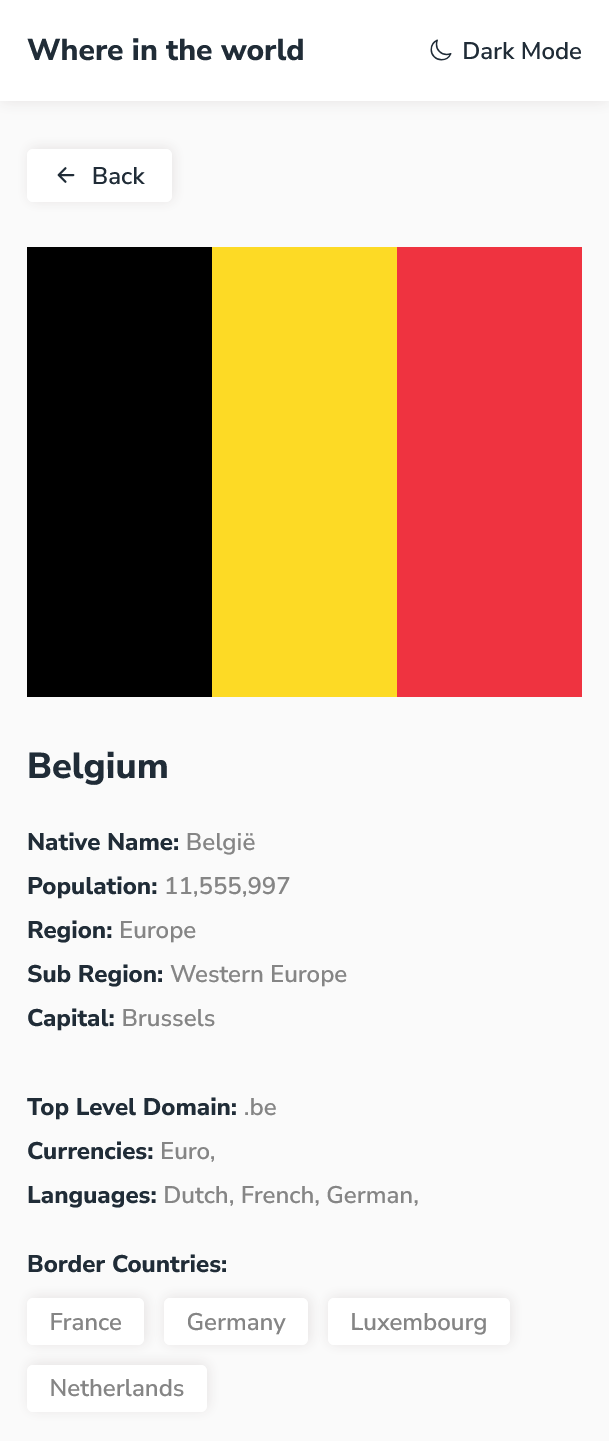 Where in the world
Dark Mode
Back
Belgium
Native Name: België
Population: 11,555,997
Region: Europe
Sub Region: Western Europe
Capital: Brussels
Top Level Domain: .be
Currencies: Euro,
Languages: Dutch, French, German,
Border Countries:
France
Germany
Luxembourg
Netherlands